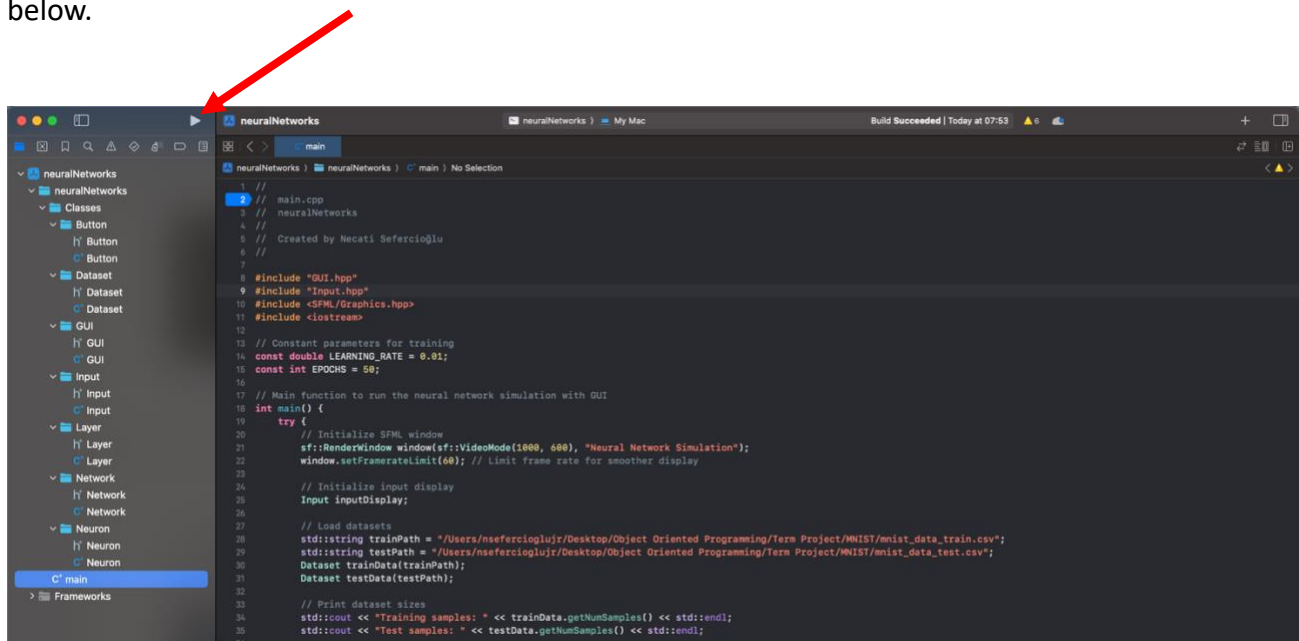 below.
neuralNetworks
neuralNetworks ⟩ My Mac
Build Succeeded | Today at 07:53
6
main
neuralNetworks ⟩ neuralNetworks ⟩ C⁺ main ⟩ No Selection
neuralNetworks
neuralNetworks
Classes
Button
h Button
C⁺ Button
Dataset
h Dataset
C⁺ Dataset
GUI
h GUI
C⁺ GUI
Input
h Input
C⁺ Input
Layer
h Layer
C⁺ Layer
Network
h Network
C⁺ Network
Neuron
h Neuron
C⁺ Neuron
C⁺ main
Frameworks
1 //
2 // main.cpp
3 // neuralNetworks
4 //
5 // Created by Necati Sefercioğlu
6 //
7
8 #include "GUI.hpp"
9 #include "Input.hpp"
10 #include <SFML/Graphics.hpp>
11 #include <iostream>
12
13 // Constant parameters for training
14 const double LEARNING_RATE = 0.01;
15 const int EPOCHS = 50;
16
17 // Main function to run the neural network simulation with GUI
18 int main() {
19 try {
20 // Initialize SFML window
21 sf::RenderWindow window(sf::VideoMode(1000, 600), "Neural Network Simulation");
22 window.setFramerateLimit(60); // Limit frame rate for smoother display
23
24 // Initialize input display
25 Input inputDisplay;
26
27 // Load datasets
28 std::string trainPath = "/Users/nsefercioglujr/Desktop/Object Oriented Programming/Term Project/MNIST/mnist_data_train.csv";
29 std::string testPath = "/Users/nsefercioglujr/Desktop/Object Oriented Programming/Term Project/MNIST/mnist_data_test.csv";
30 Dataset trainData(trainPath);
31 Dataset testData(testPath);
32
33 // Print dataset sizes
34 std::cout << "Training samples: " << trainData.getNumSamples() << std::endl;
35 std::cout << "Test samples: " << testData.getNumSamples() << std::endl;